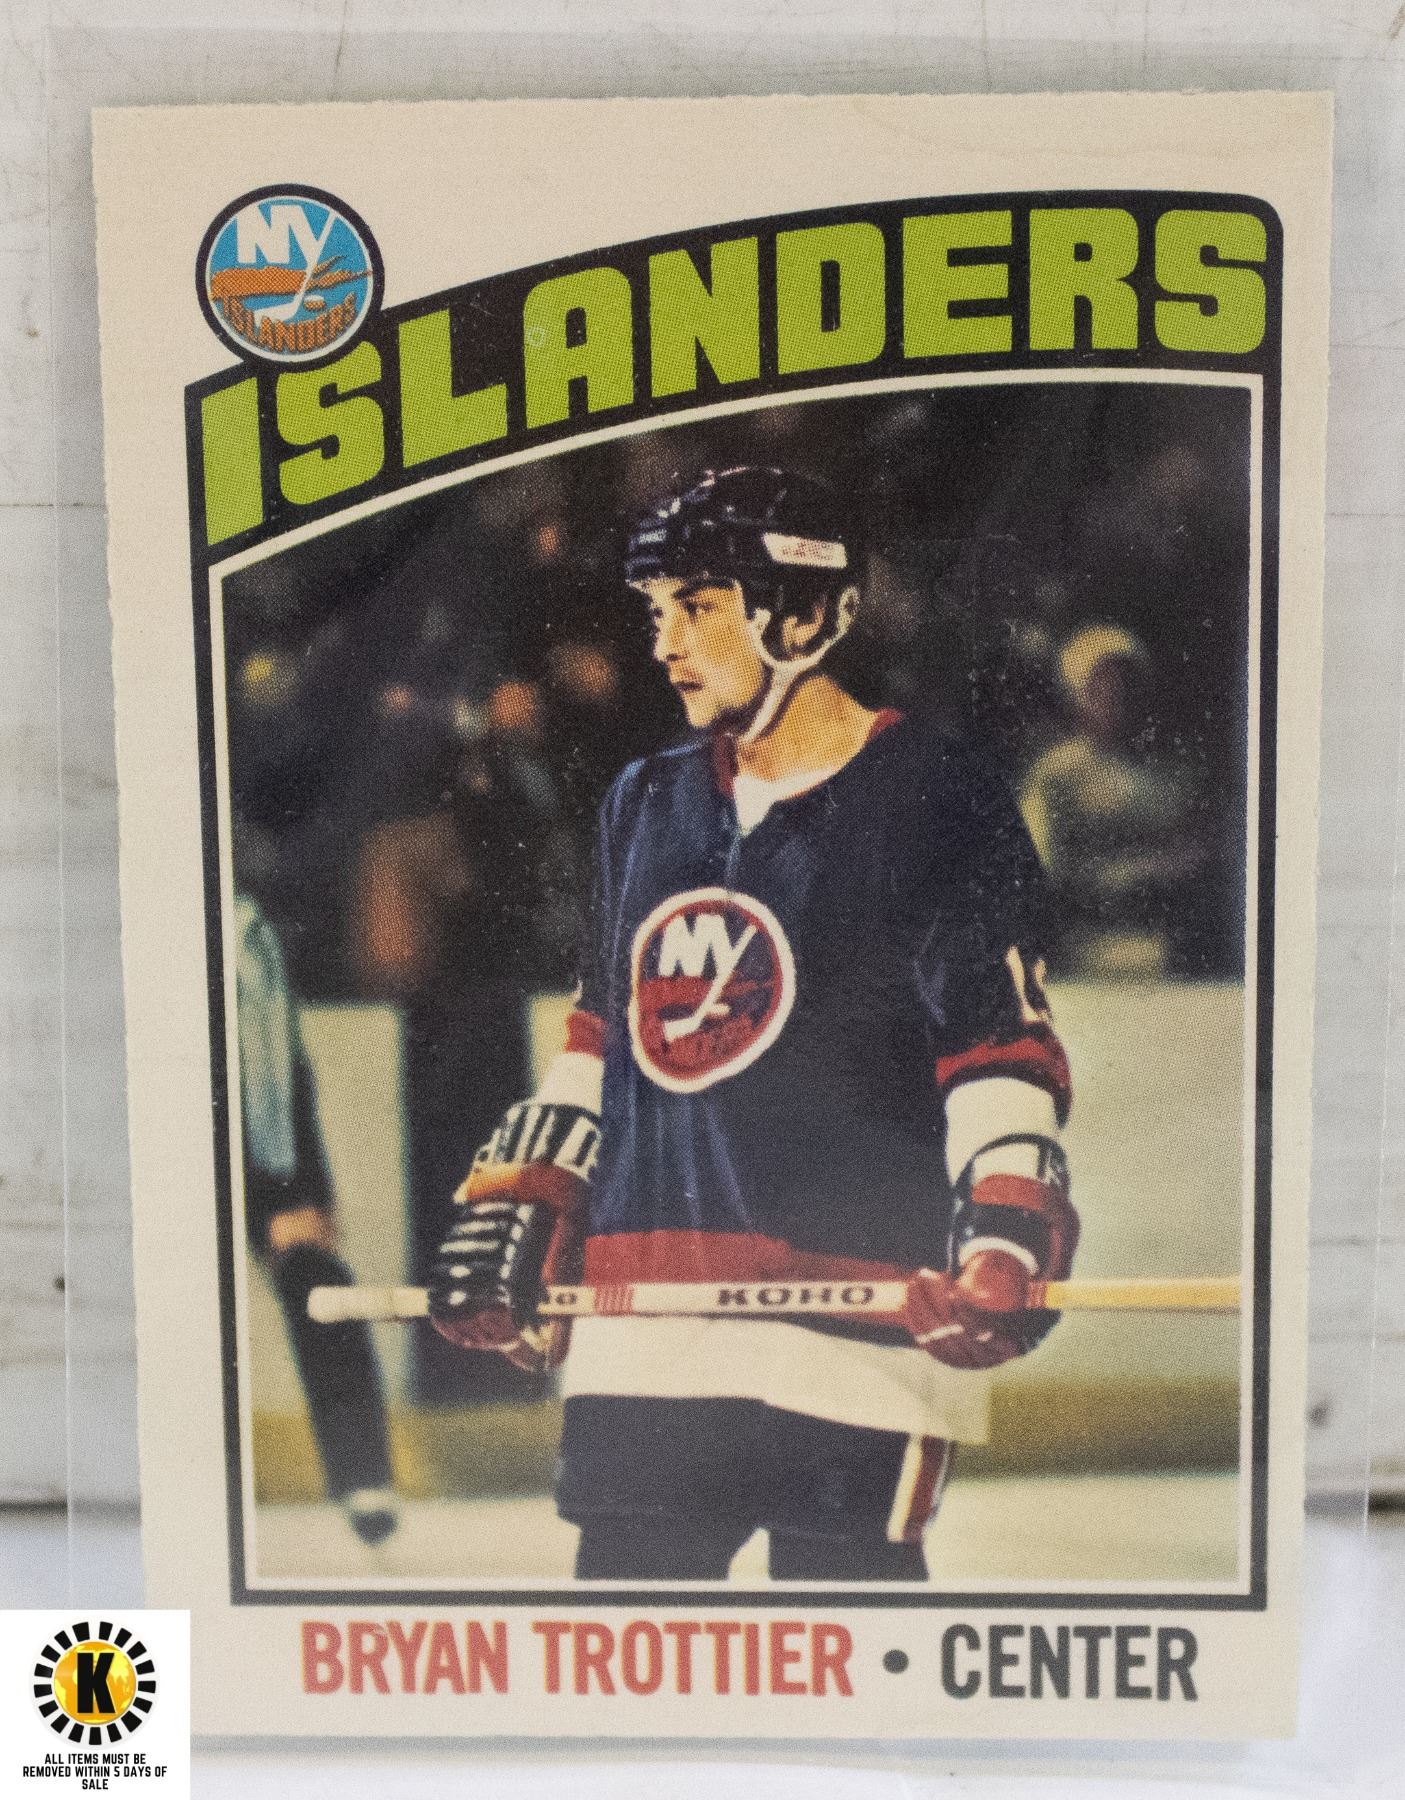 NY
ISLANDERS
ISLANDERS
NY
KOHO
BRYAN TROTTIER • CENTER
K
ALL ITEMS MUST BE
REMOVED WITHIN 5 DAYS OF
SALE